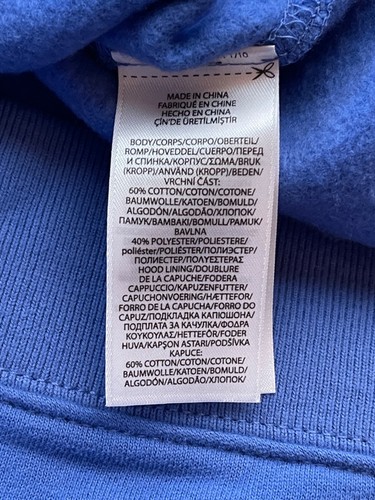 MADE IN CHINA
FABRIQUÉ EN CHINE
HECHO EN CHINA
ÇİN'DE ÜRETİLMİŞTİR
BODY/CORPS/CORPO/OBERTEIL/
ROMP/HOVEDDEL/CUERPO/ПЕРЕД
И СПИНКА/КОРПУС/ΣΩΜΑ/BRUK
(KROPP)/ANVÄND (KROPP)/BEDEN/
VRCHNÍ ČÁST:
60% COTTON/COTON/COTONE/
BAUMWOLLE/KATOEN/BOMULD/
ALGODÓN/ALGODÃO/ХЛОПОК/
ПАМУК/ΒΑΜΒΑΚΙ/BOMULL/PAMUK/
BAVLNA
40% POLYESTER/POLIESTERE/
poliéster/POLIÉSTER/ПОЛИЭСТЕР/
ПОЛИЕСТЕР/ΠΟΛΥΕΣΤΕΡΑΣ
HOOD LINING/DOUBLURE
DE LA CAPUCHE/FODERA
CAPPUCCIO/KAPUZENFUTTER/
CAPUCHONVOERING/HÆTTEFOR/
FORRO DE LA CAPUCHA/FORRO DO
CAPUZ/ПОДКЛАДКА КАПЮШОНА/
ПОДПЛАТА ЗА КАЧУЛКА/ΦΟΔΡΑ
ΚΟΥΚΟΥΛΑΣ/HETTEFÔR/FODER
HUVA/KAPŞON ASTARI/PODŠÍVKA
KAPUCE:
60% COTTON/COTON/COTONE/
BAUMWOLLE/KATOEN/BOMULD/
ALGODÓN/ALGODÃO/ХЛОПОК/